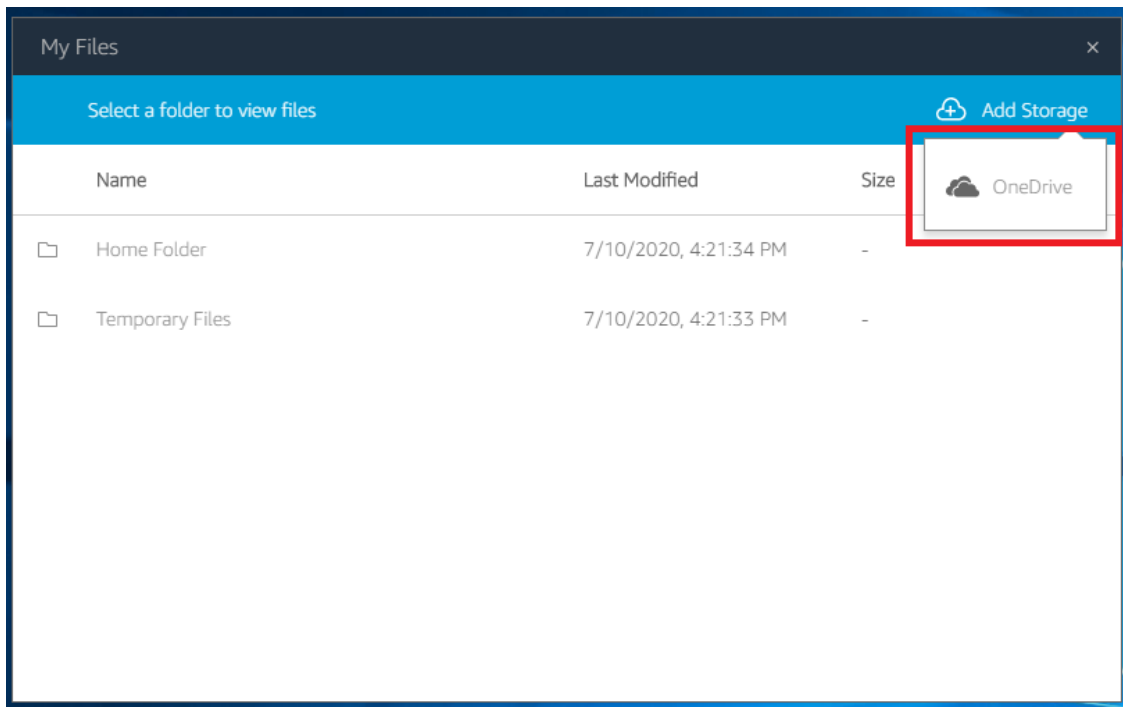 My Files ×
Select a folder to view files Add Storage
Name Last Modified Size OneDrive
Home Folder 7/10/2020, 4:21:34 PM -
Temporary Files 7/10/2020, 4:21:33 PM -